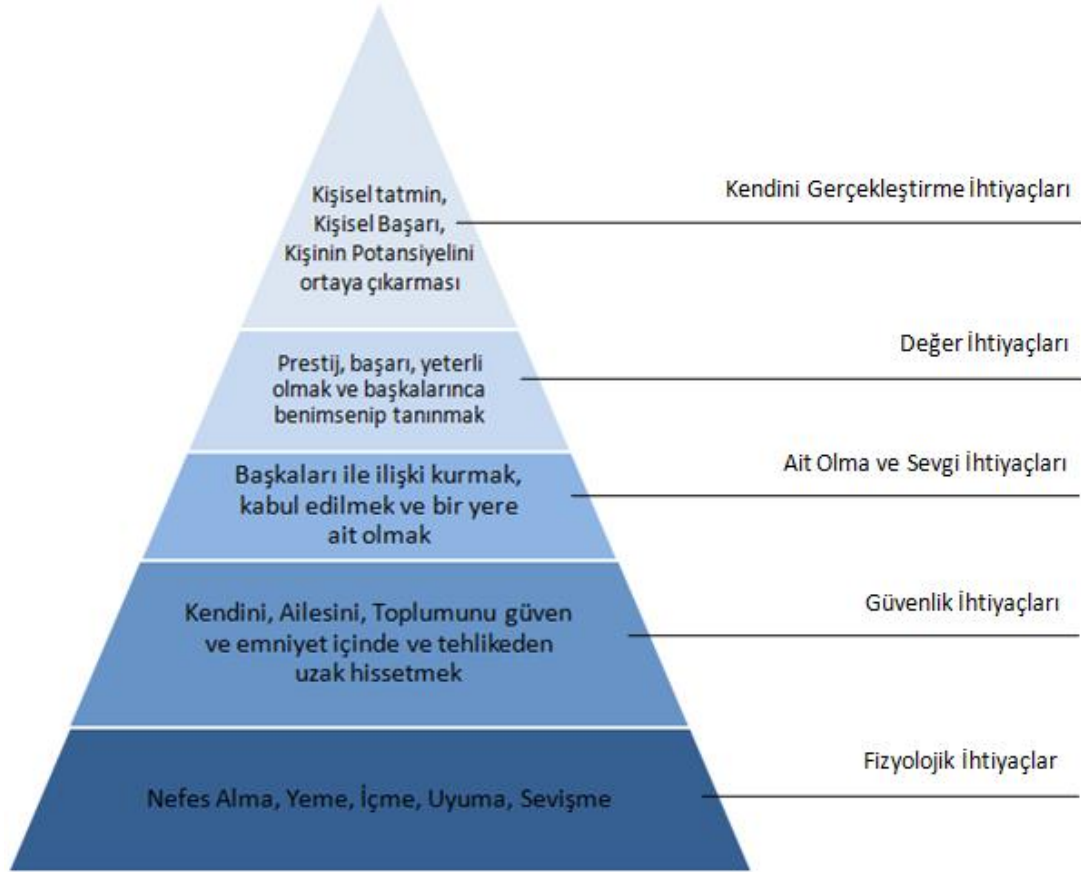 Kişisel tatmin,
Kişisel Başarı,
Kişinin Potansiyelini
ortaya çıkarması
Kendini Gerçekleştirme İhtiyaçları
Prestij, başarı, yeterli
olmak ve başkalarınca
benimsenip tanınmak
Değer İhtiyaçları
Başkaları ile ilişki kurmak,
kabul edilmek ve bir yere
ait olmak
Ait Olma ve Sevgi İhtiyaçları
Kendini, Ailesini, Toplumunu güven
ve emniyet içinde ve tehlikeden
uzak hissetmek
Güvenlik İhtiyaçları
Nefes Alma, Yeme, İçme, Uyuma, Sevişme
Fizyolojik İhtiyaçlar